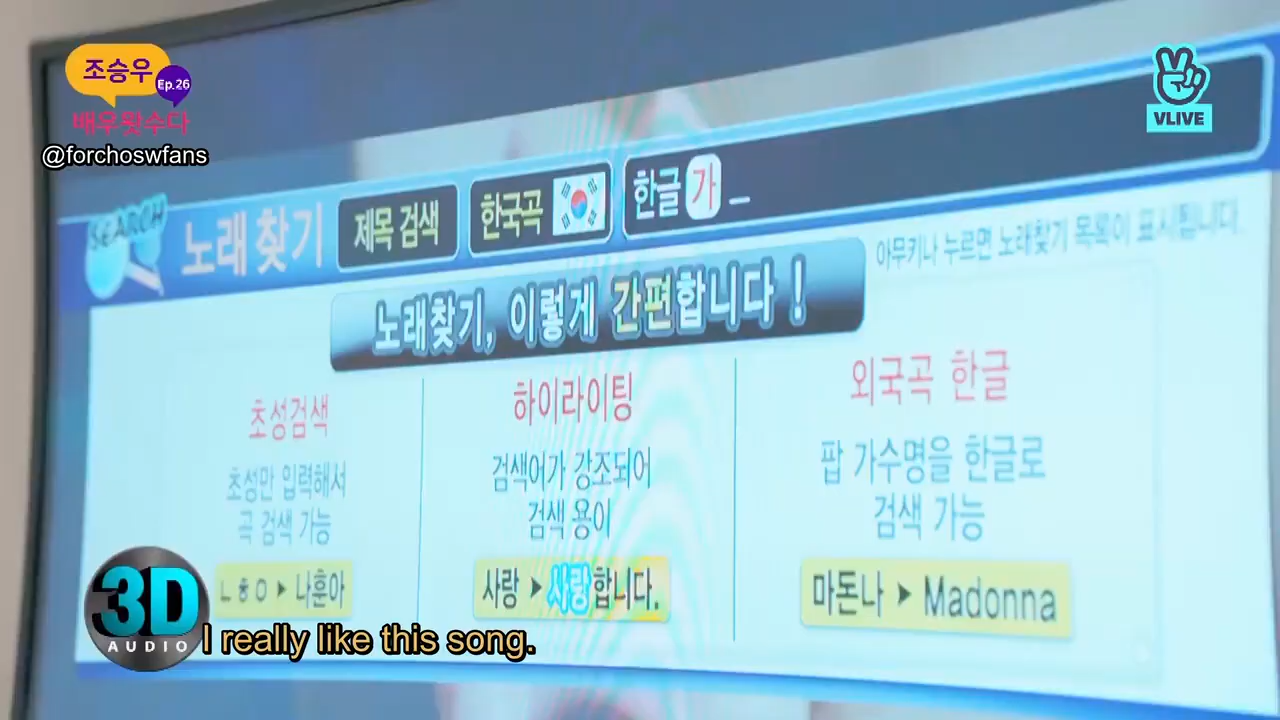 조승우
Ep.26
배우왓수다
@forchoswfans
VLIVE
SEARCH
노래 찾기
제목 검색
한국곡
한글 가 _
아무키나 누르면 노래찾기 목록이 표시됩니다.
노래찾기, 이렇게 간편합니다 !
초성검색
초성만 입력해서
곡 검색 가능
ㄴㅎㅇ ▶ 나훈아
하이라이팅
검색어가 강조되어
검색 용이
사랑 ▶ 사랑합니다.
외국곡 한글
팝 가수명을 한글로
검색 가능
마돈나 ▶ Madonna
3D
AUDIO
I really like this song.